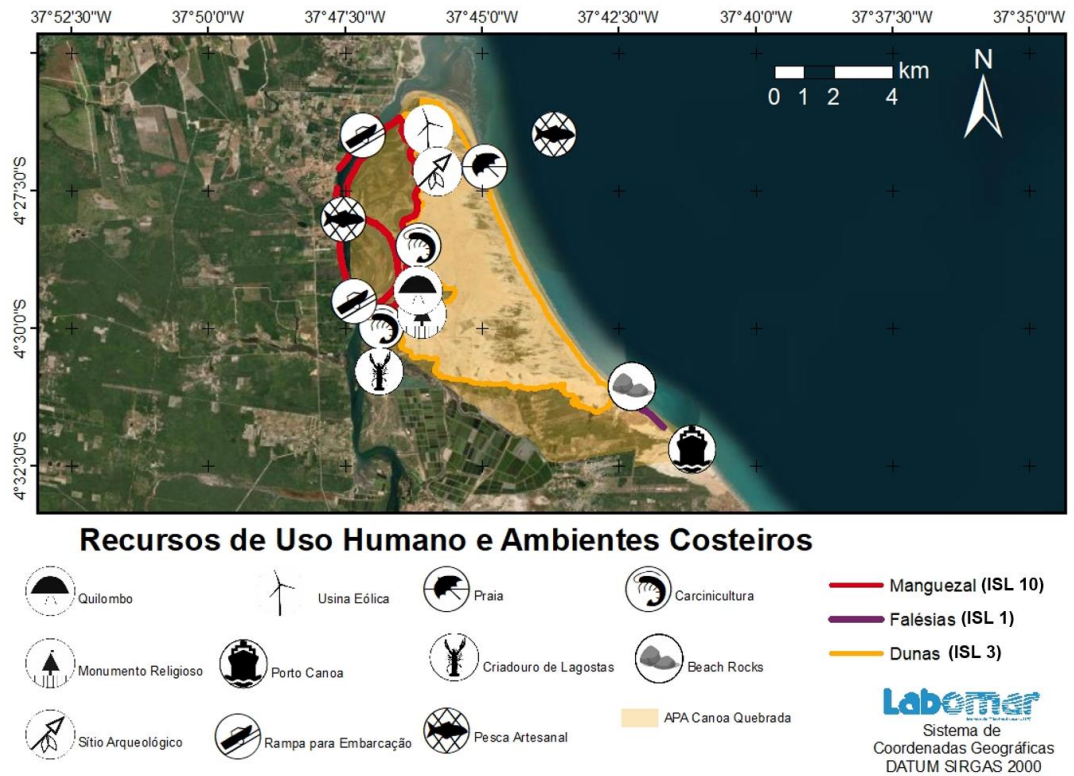 37°52'30"W 37°50'0"W 37°47'30"W 37°45'0"W 37°42'30"W 37°40'0"W 37°37'30"W 37°35'0"W
N
km
0 1 2 4
4°27'30"S
4°30'0"S
4°32'30"S
Recursos de Uso Humano e Ambientes Costeiros
Quilombo
Usina Eólica
Praia
Carcinicultura
Monumento Religioso
Porto Canoa
Criadouro de Lagostas
Beach Rocks
Sítio Arqueológico
Rampa para Embarcação
Pesca Artesanal
APA Canoa Quebrada
Manguezal (ISL 10)
Falésias (ISL 1)
Dunas (ISL 3)
Labomar
Sistema de
Coordenadas Geográficas
DATUM SIRGAS 2000